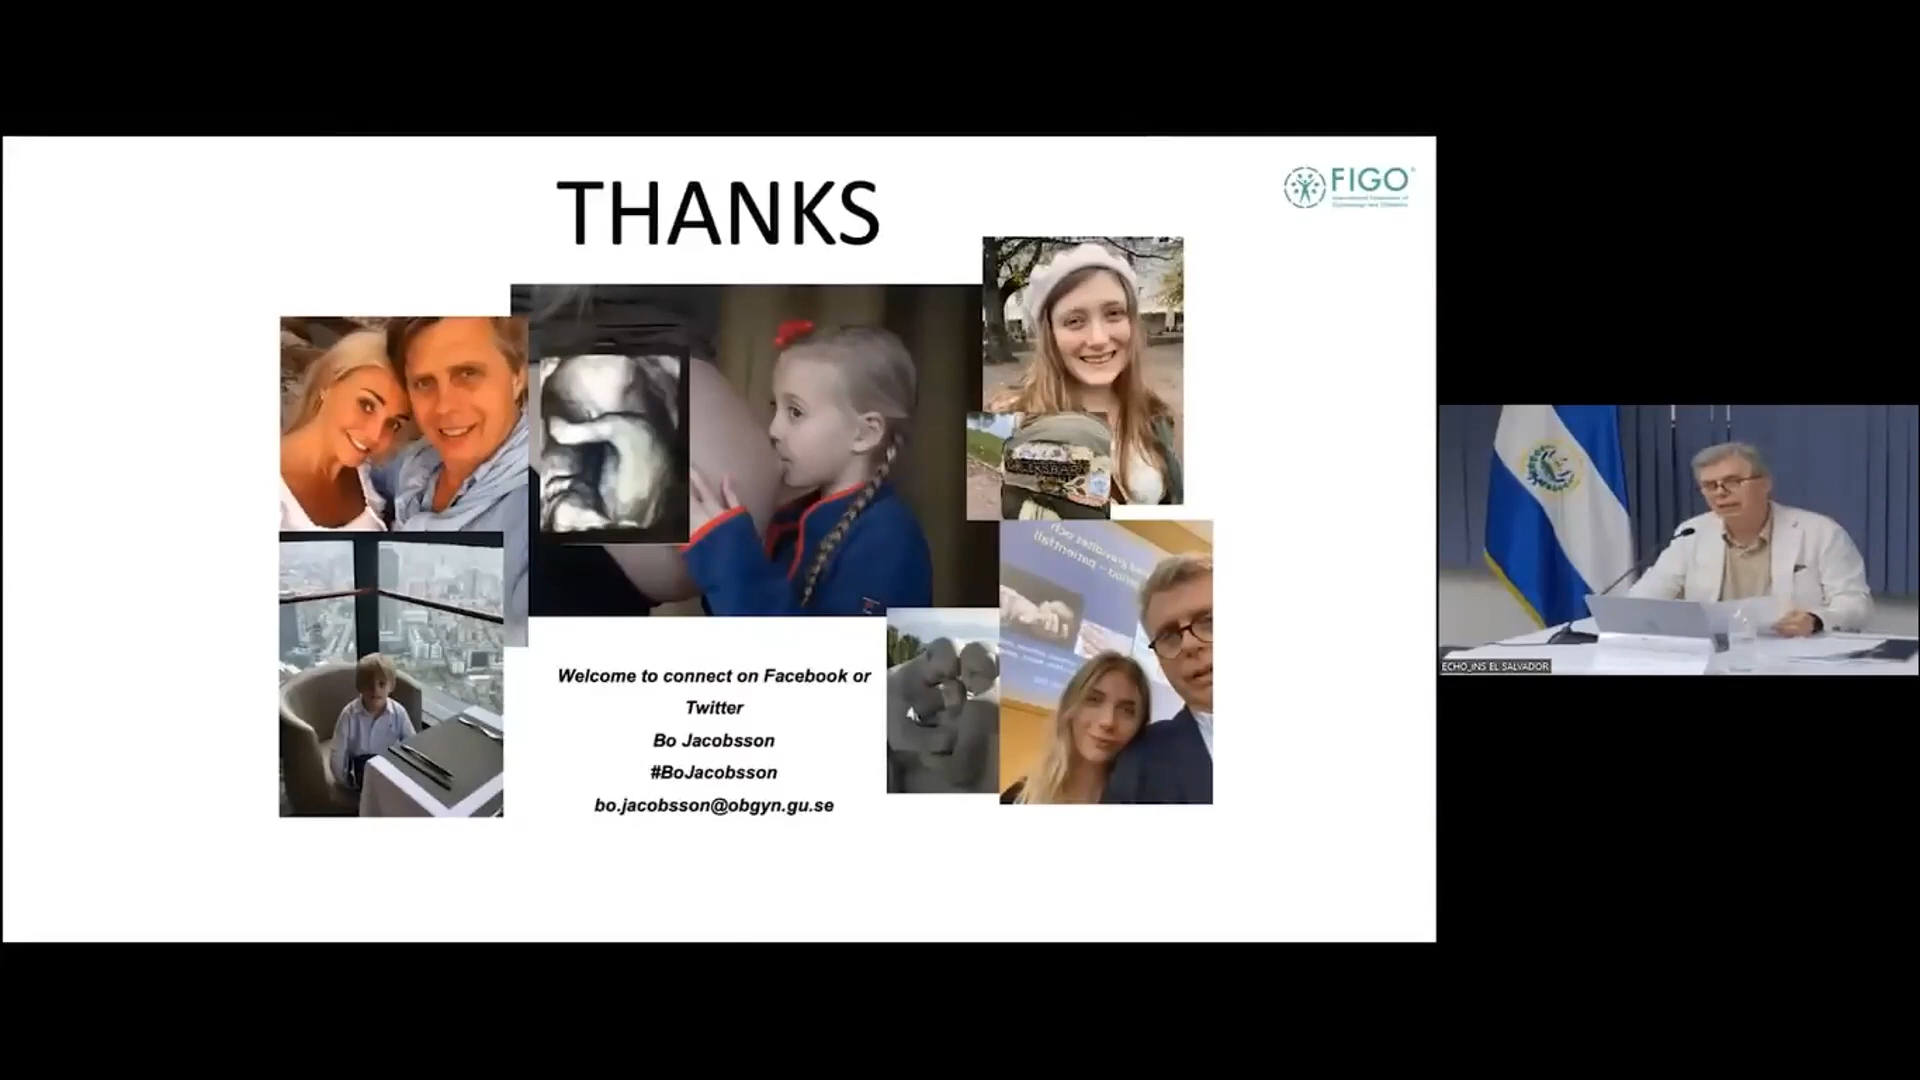 THANKS
FIGO
Welcome to connect on Facebook or
Twitter
Bo Jacobsson
#BoJacobsson
bo.jacobsson@obgyn.gu.se
ECHO_INS EL SALVADOR